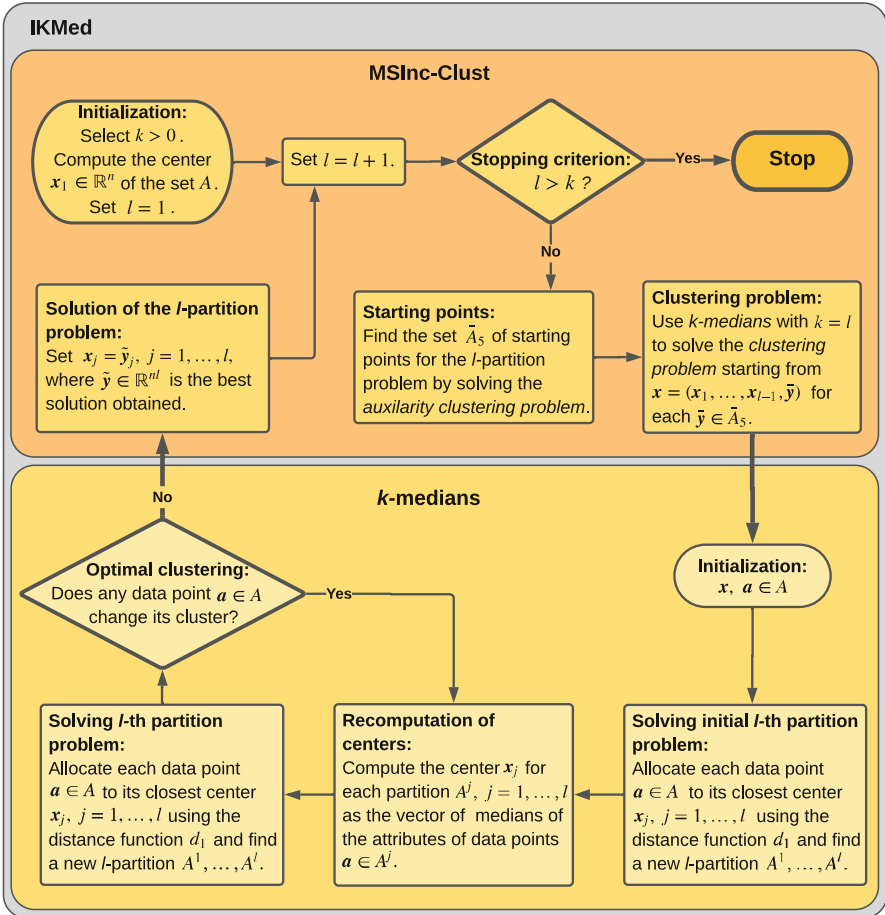 IKMed
MSInc-Clust
Initialization:
Select k > 0 .
Compute the center
x₁ ∈ ℝⁿ of the set A.
Set l = 1 .
Set l = l + 1.
Stopping criterion:
l > k ?
Yes
Stop
No
Solution of the l-partition
problem:
Set xⱼ = ỹⱼ, j = 1, … , l,
where ỹ ∈ ℝⁿˡ is the best
solution obtained.
Starting points:
Find the set Ā₅ of starting
points for the l-partition
problem by solving the
auxilarity clustering problem.
Clustering problem:
Use k-medians with k = l
to solve the clustering
problem starting from
x = (x₁, … , xₗ₋₁, ȳ) for
each ȳ ∈ Ā₅.
k-medians
No
Optimal clustering:
Does any data point a ∈ A
change its cluster?
Yes
Initialization:
x, a ∈ A
Solving l-th partition
problem:
Allocate each data point
a ∈ A to its closest center
xⱼ, j = 1, … , l using the
distance function d₁ and find
a new l-partition A¹, … , Aˡ.
Recomputation of
centers:
Compute the center xⱼ for
each partition Aʲ, j = 1, … , l
as the vector of medians of
the attributes of data points
a ∈ Aʲ.
Solving initial l-th partition
problem:
Allocate each data point
a ∈ A to its closest center
xⱼ, j = 1, … , l using the
distance function d₁ and find
a new l-partition A¹, … , Aˡ.